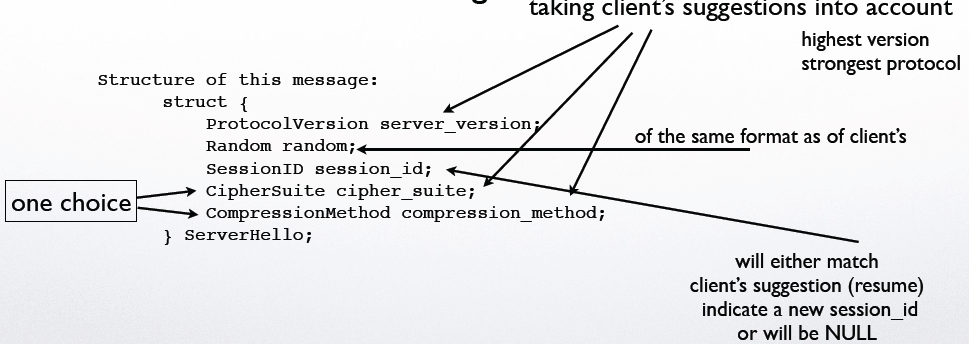 taking client's suggestions into account
highest version
strongest protocol
Structure of this message:
struct {
ProtocolVersion server_version;
Random random;
of the same format as of client's
SessionID session_id;
CipherSuite cipher_suite;
one choice
CompressionMethod compression_method;
} ServerHello;
will either match
client's suggestion (resume)
indicate a new session_id
or will be NULL